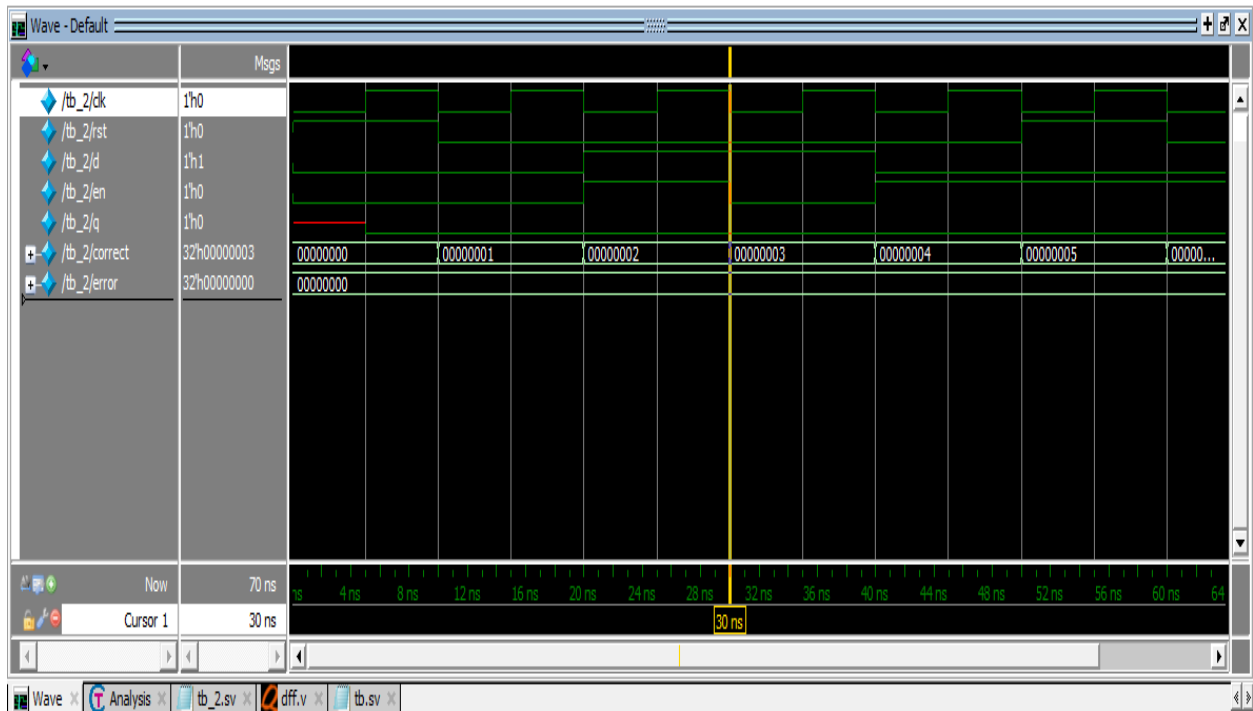 Wave - Default
Msgs
/tb_2/clk 1'h0
/tb_2/rst 1'h0
/tb_2/d 1'h1
/tb_2/en 1'h0
/tb_2/q 1'h0
/tb_2/correct 32'h00000003 00000000 00000001 00000002 00000003 00000004 00000005 00000...
/tb_2/error 32'h00000000 00000000
Now 70 ns ns 4 ns 8 ns 12 ns 16 ns 20 ns 24 ns 28 ns 32 ns 36 ns 40 ns 44 ns 48 ns 52 ns 56 ns 60 ns 64
Cursor 1 30 ns 30 ns
Wave Analysis tb_2.sv dff.v tb.sv